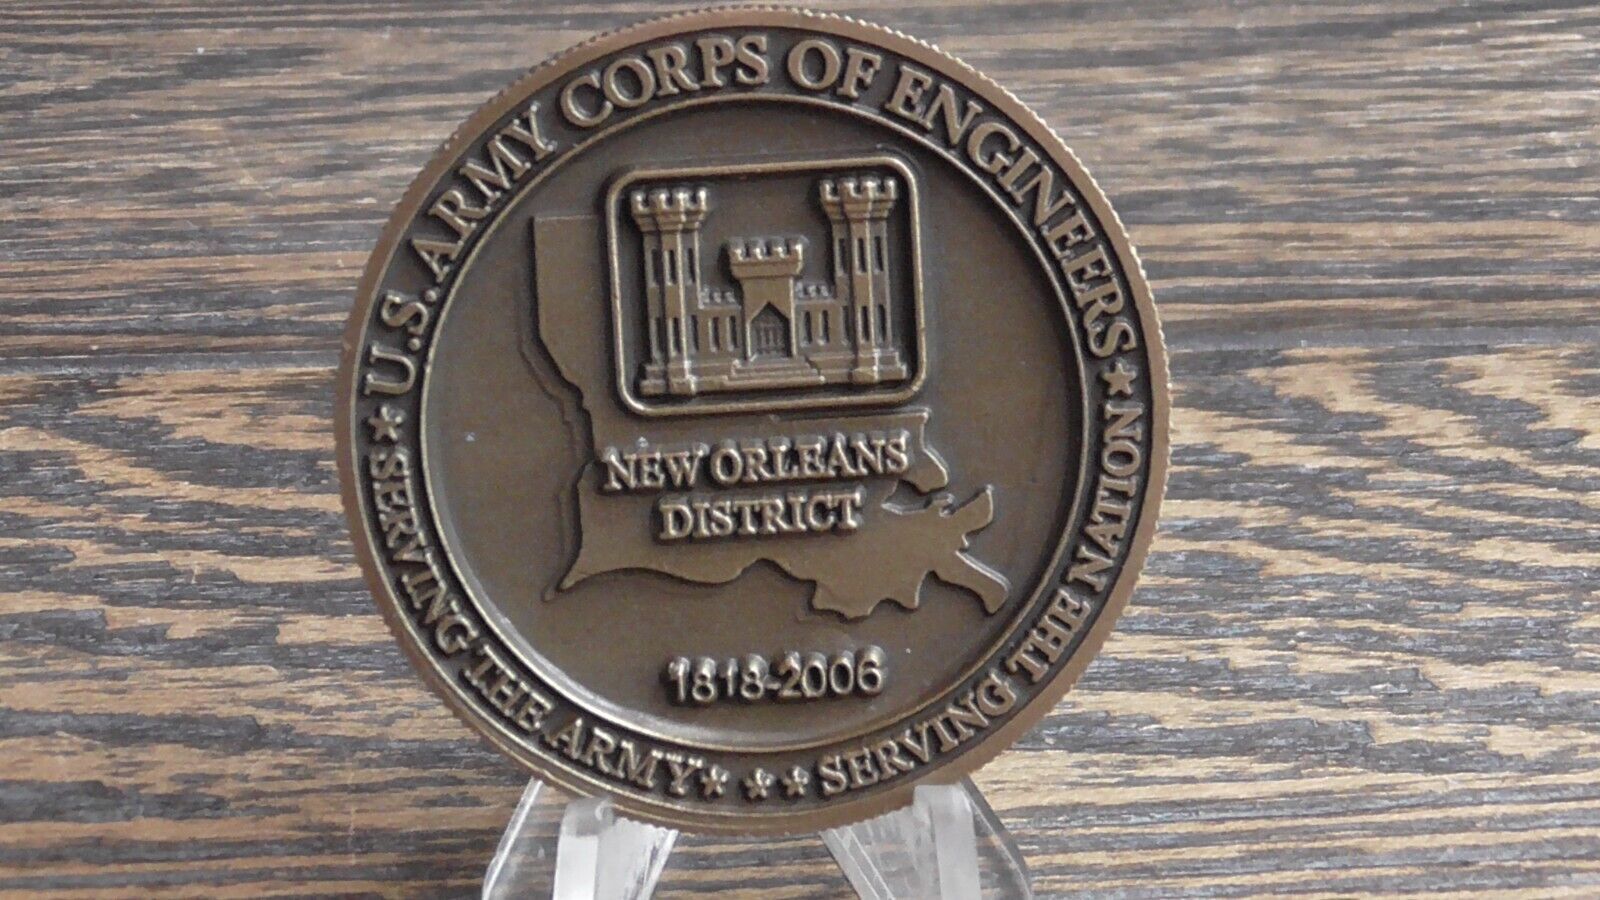 U.S. ARMY CORPS OF ENGINEERS
NEW ORLEANS
DISTRICT
1818-2006
SERVING THE ARMY
SERVING THE NATION